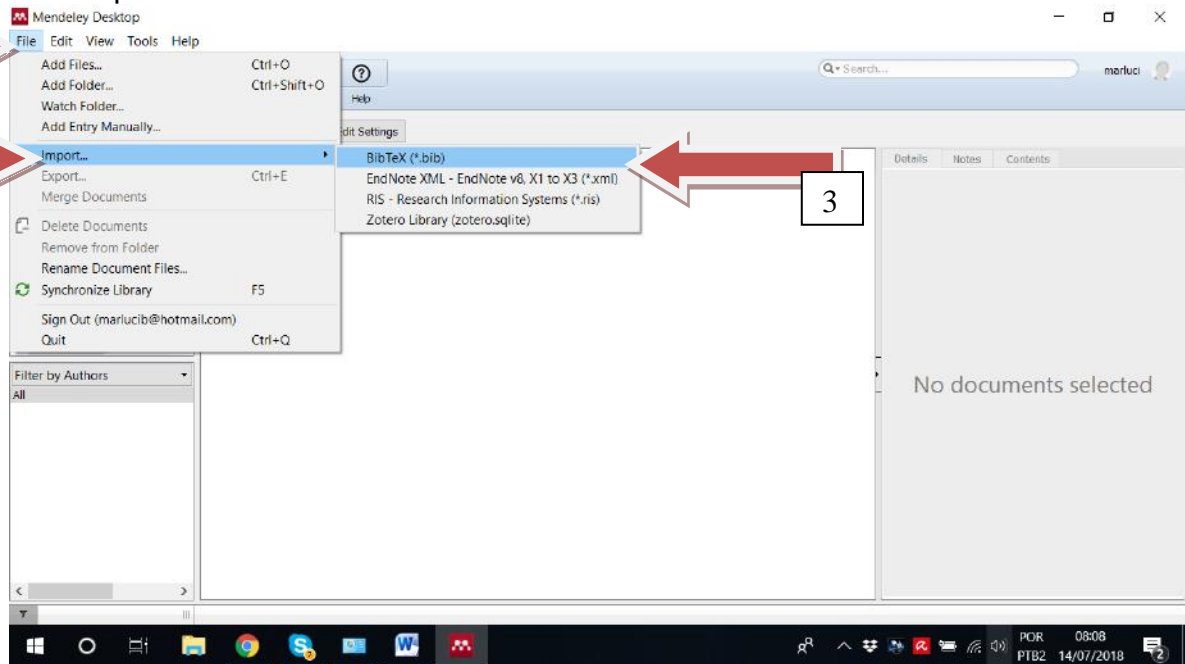 Mendeley Desktop
File Edit View Tools Help
Add Files... Ctrl+O
Add Folder... Ctrl+Shift+O
Watch Folder...
Add Entry Manually...
Import...
Export... Ctrl+E
Merge Documents
Delete Documents
Remove from Folder
Rename Document Files...
Synchronize Library F5
Sign Out (marlucib@hotmail.com)
Quit Ctrl+Q
Help
Search...
marluci
dit Settings
BibTeX (*.bib)
EndNote XML - EndNote v8, X1 to X3 (*.xml)
RIS - Research Information Systems (*.ris)
Zotero Library (zotero.sqlite)
3
Details Notes Contents
No documents selected
Filter by Authors
All
POR 08:08
PTB2 14/07/2018
2